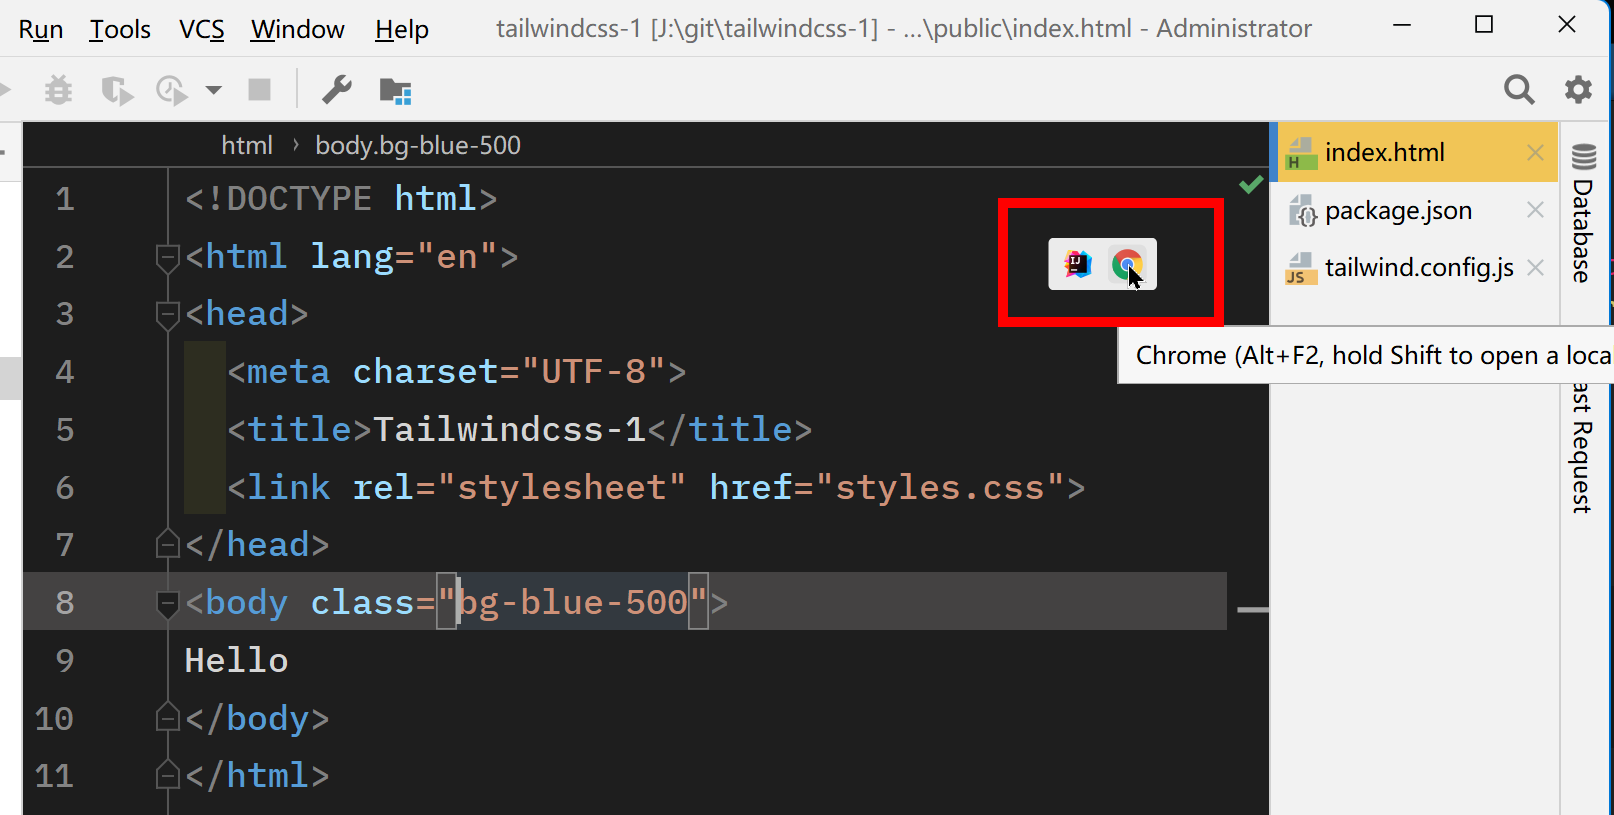 Run Tools VCS Window Help tailwindcss-1 [J:\git\tailwindcss-1] - ...\public\index.html - Administrator
html › body.bg-blue-500
1 <!DOCTYPE html>
2 <html lang="en">
3 <head>
4 <meta charset="UTF-8">
5 <title>Tailwindcss-1</title>
6 <link rel="stylesheet" href="styles.css">
7 </head>
8 <body class="bg-blue-500">
9 Hello
10 </body>
11 </html>
IJ
Chrome (Alt+F2, hold Shift to open a loca
H index.html
{} package.json
JS tailwind.config.js
Database
ast Request